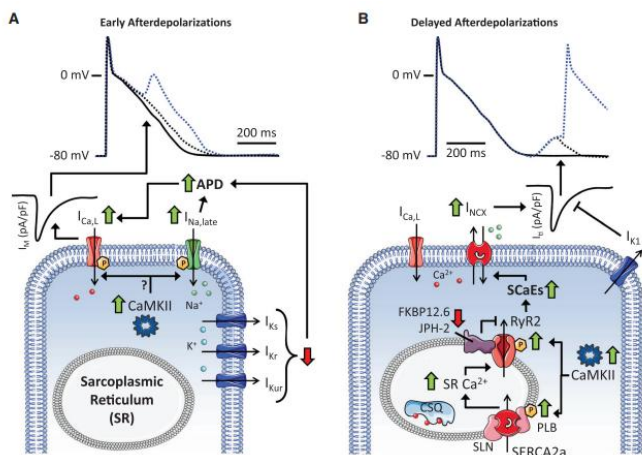 A
Early Afterdepolarizations
0 mV
200 ms
-80 mV
APD
I_M (pA/pF)
I_Ca,L
I_Na,late
P
P
?
CaMKII
Na⁺
K⁺
I_Ks
I_Kr
I_Kur
Sarcoplasmic
Reticulum
(SR)
B
Delayed Afterdepolarizations
0 mV
200 ms
-80 mV
I_Ca,L
I_NCX
(pA/pF)
I_K1
Ca²⁺
SCaEs
FKBP12.6
JPH-2
RyR2
P
CaMKII
SR Ca²⁺
CSQ
P
PLB
SLN
SERCA2a